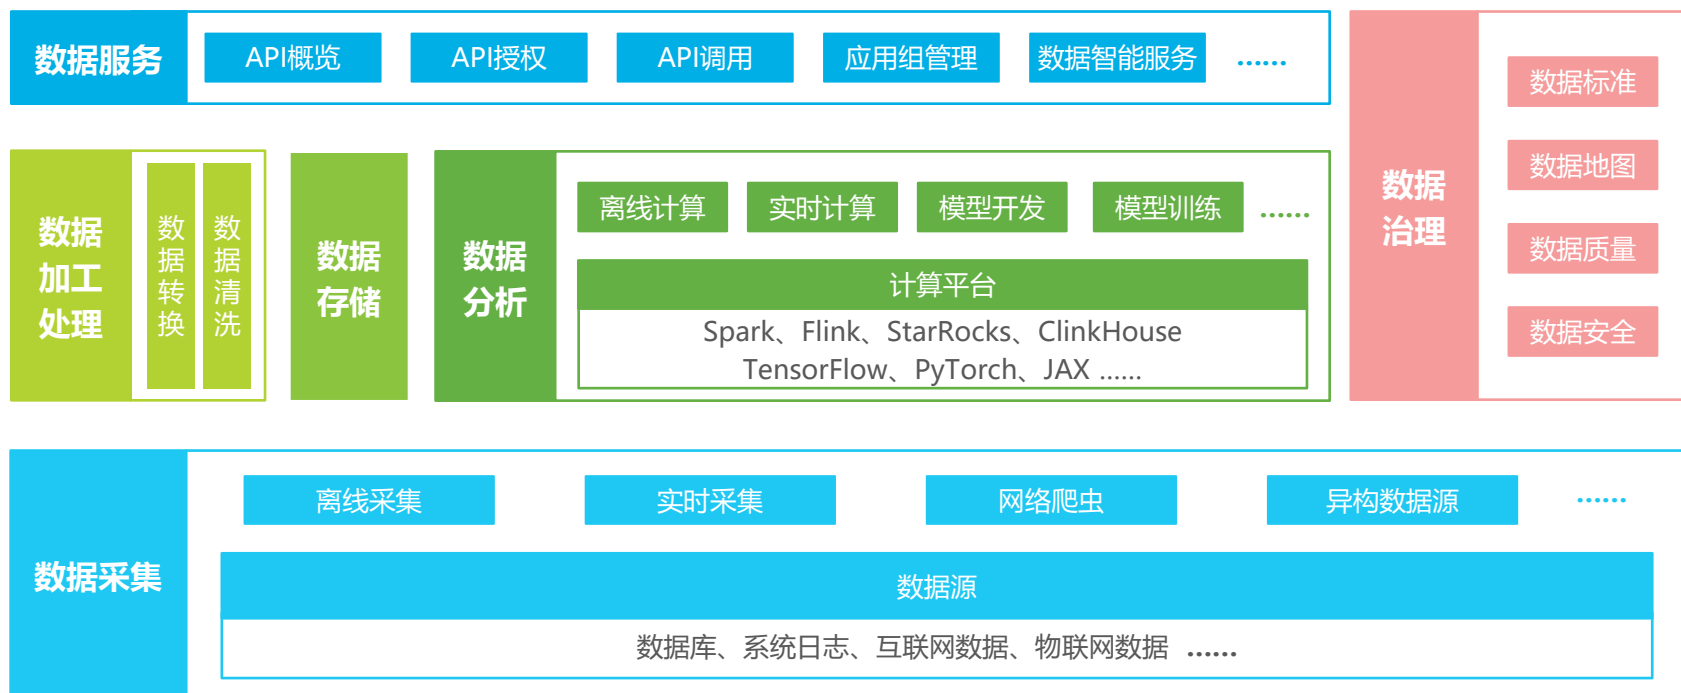 数据服务
API概览
API授权
API调用
应用组管理
数据智能服务
......
数据
加工
处理
数据转换
数据清洗
数据
存储
数据
分析
离线计算
实时计算
模型开发
模型训练
......
计算平台
Spark、Flink、StarRocks、ClinkHouse
TensorFlow、PyTorch、JAX ......
数据
治理
数据标准
数据地图
数据质量
数据安全
数据采集
离线采集
实时采集
网络爬虫
异构数据源
......
数据源
数据库、系统日志、互联网数据、物联网数据 ......